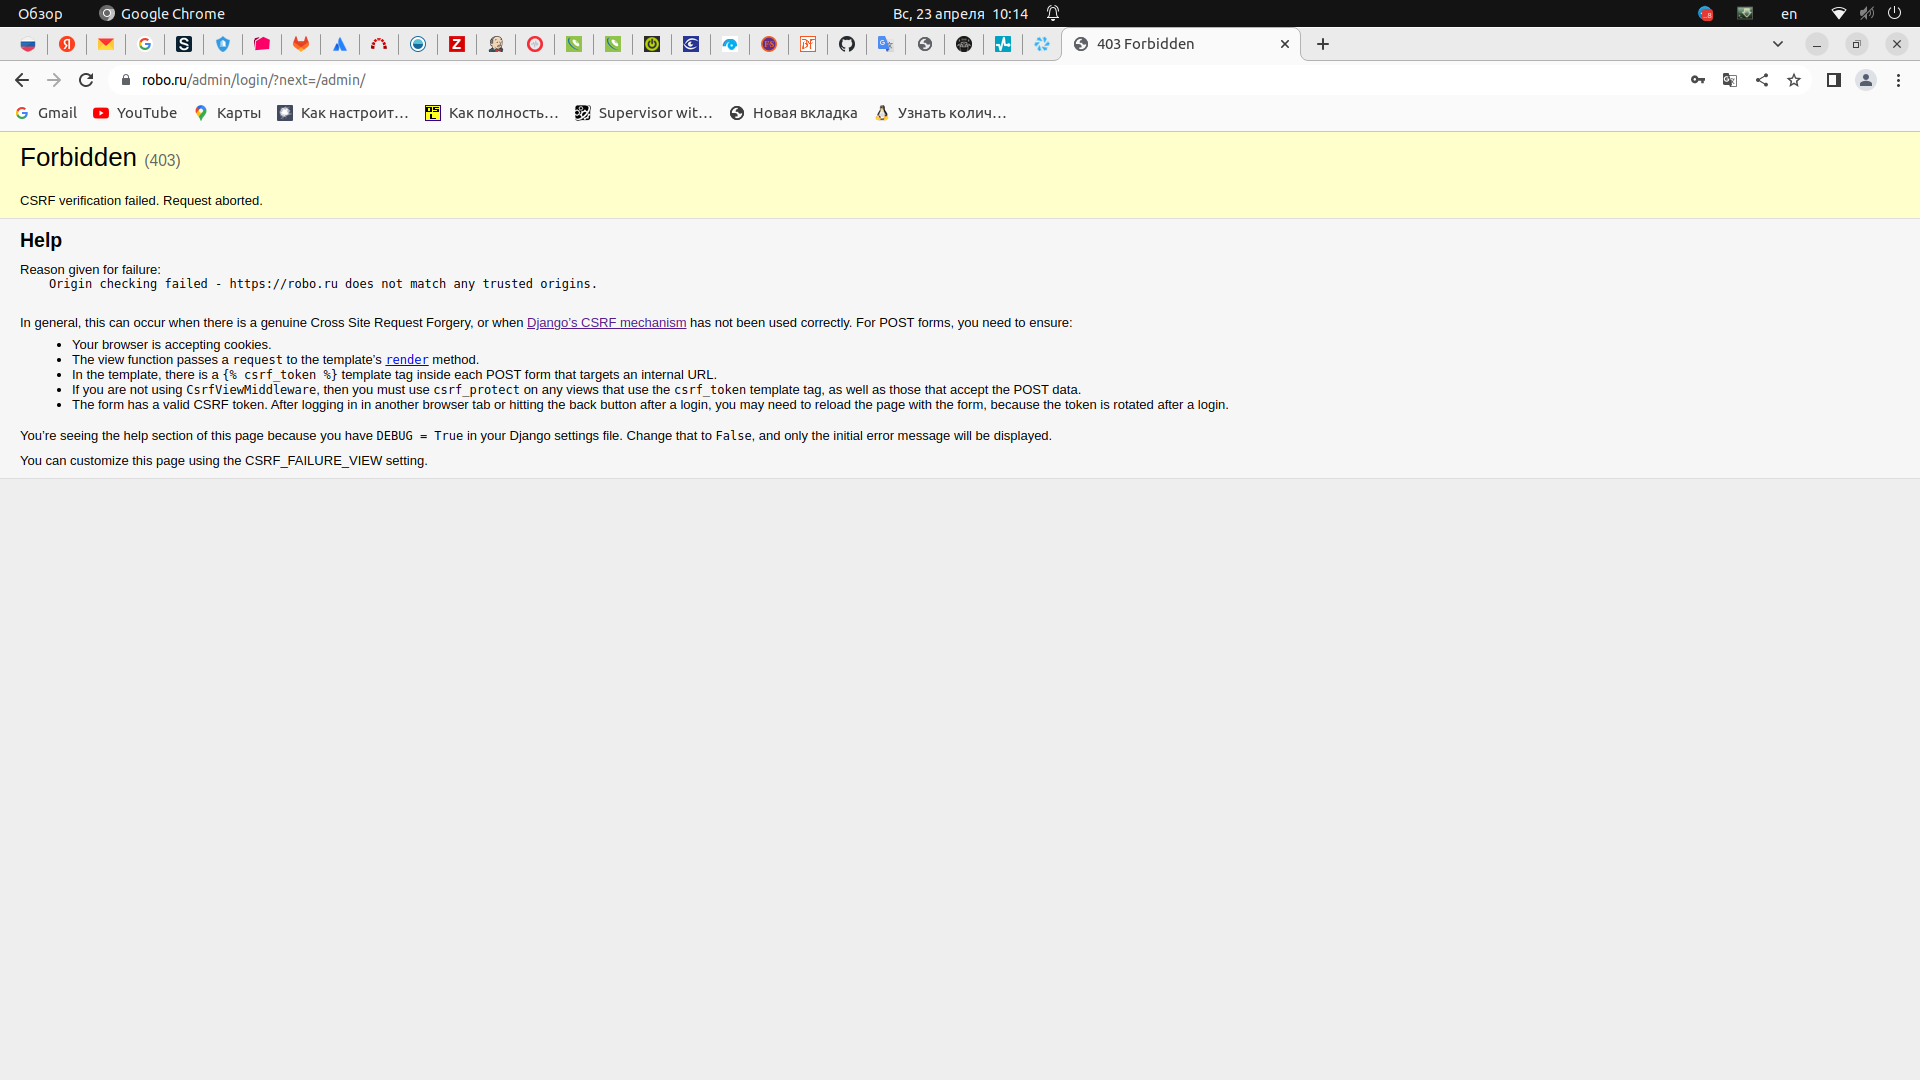 Обзор Google Chrome Вс, 23 апреля 10:14 en
403 Forbidden
robo.ru/admin/login/?next=/admin/
Gmail YouTube Карты Как настроит… Как полность… Supervisor wit… Новая вкладка Узнать колич…
Forbidden (403)
CSRF verification failed. Request aborted.
Help
Reason given for failure:
Origin checking failed - https://robo.ru does not match any trusted origins.
In general, this can occur when there is a genuine Cross Site Request Forgery, or when Django’s CSRF mechanism has not been used correctly. For POST forms, you need to ensure:
• Your browser is accepting cookies.
• The view function passes a request to the template’s render method.
• In the template, there is a {% csrf_token %} template tag inside each POST form that targets an internal URL.
• If you are not using CsrfViewMiddleware, then you must use csrf_protect on any views that use the csrf_token template tag, as well as those that accept the POST data.
• The form has a valid CSRF token. After logging in in another browser tab or hitting the back button after a login, you may need to reload the page with the form, because the token is rotated after a login.
You’re seeing the help section of this page because you have DEBUG = True in your Django settings file. Change that to False, and only the initial error message will be displayed.
You can customize this page using the CSRF_FAILURE_VIEW setting.